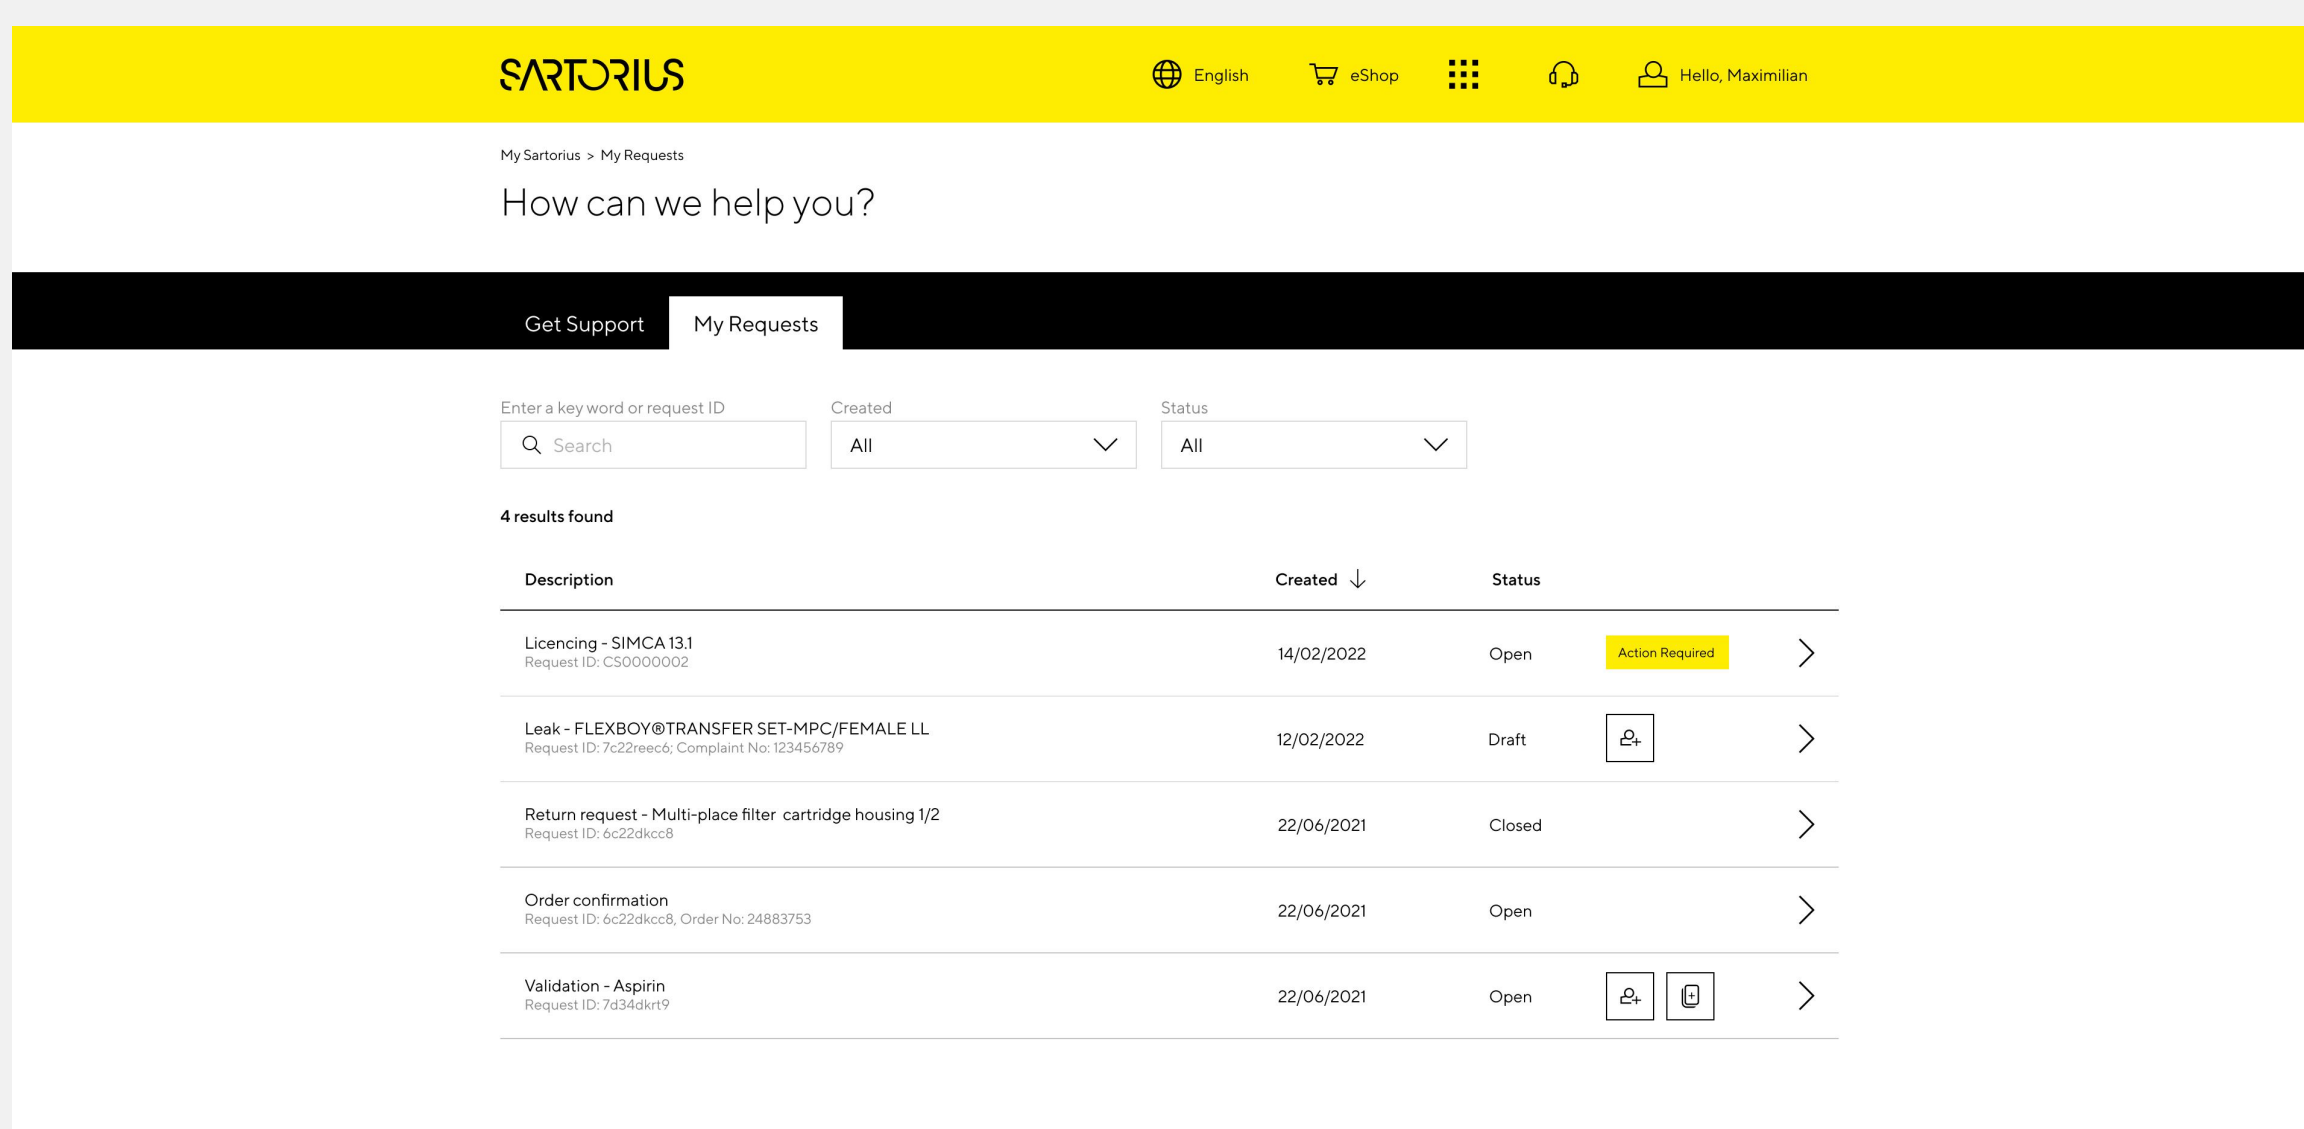 SARTORIUS
English
eShop
Hello, Maximilian
My Sartorius > My Requests
How can we help you?
Get Support
My Requests
Enter a key word or request ID
Created
Status
Search
All
All
4 results found
Description
Created
Status
Licencing - SIMCA 13.1
Request ID: CS0000002
14/02/2022
Open
Action Required
Leak - FLEXBOY®TRANSFER SET-MPC/FEMALE LL
Request ID: 7c22reec6; Complaint No: 123456789
12/02/2022
Draft
Return request - Multi-place filter  cartridge housing 1/2
Request ID: 6c22dkcc8
22/06/2021
Closed
Order confirmation
Request ID: 6c22dkcc8, Order No: 24883753
22/06/2021
Open
Validation - Aspirin
Request ID: 7d34dkrt9
22/06/2021
Open